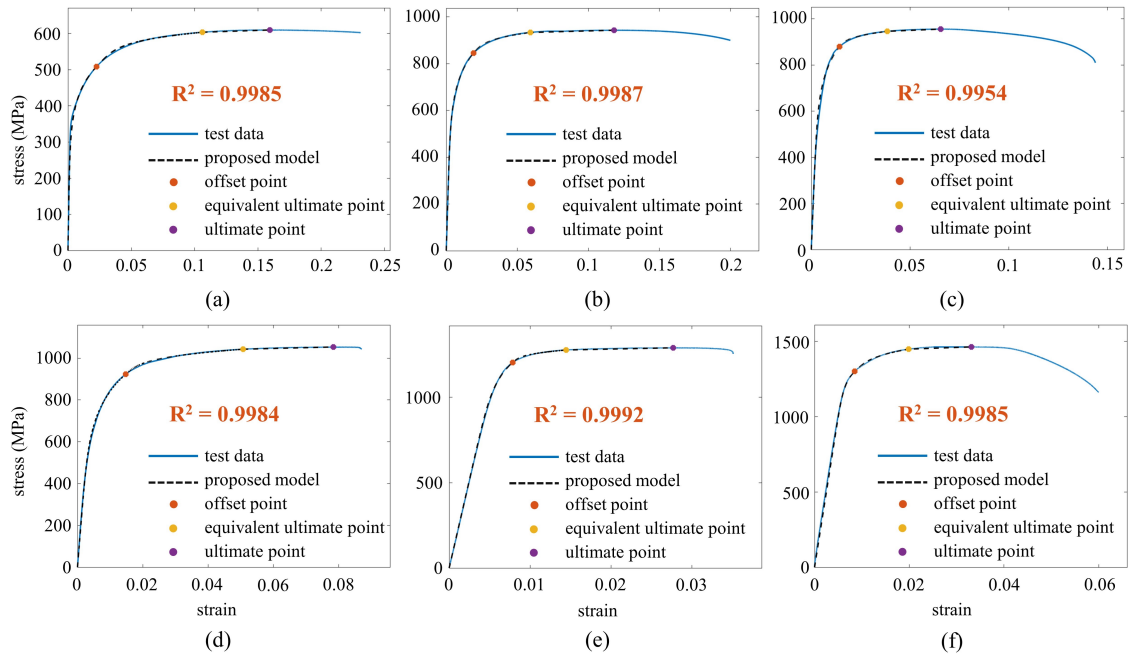 stress (MPa)
600
500
400
300
200
100
0
R² = 0.9985
test data
proposed model
offset point
equivalent ultimate point
ultimate point
0
0.05
0.1
0.15
0.2
0.25
(a)
1000
800
600
400
200
0
R² = 0.9987
test data
proposed model
offset point
equivalent ultimate point
ultimate point
0
0.05
0.1
0.15
0.2
(b)
1000
800
600
400
200
0
R² = 0.9954
test data
proposed model
offset point
equivalent ultimate point
ultimate point
0
0.05
0.1
0.15
(c)
stress (MPa)
1000
800
600
400
200
0
R² = 0.9984
test data
proposed model
offset point
equivalent ultimate point
ultimate point
0
0.02
0.04
0.06
0.08
strain
(d)
1000
500
0
R² = 0.9992
test data
proposed model
offset point
equivalent ultimate point
ultimate point
0
0.01
0.02
0.03
strain
(e)
1500
1000
500
0
R² = 0.9985
test data
proposed model
offset point
equivalent ultimate point
ultimate point
0
0.02
0.04
0.06
strain
(f)